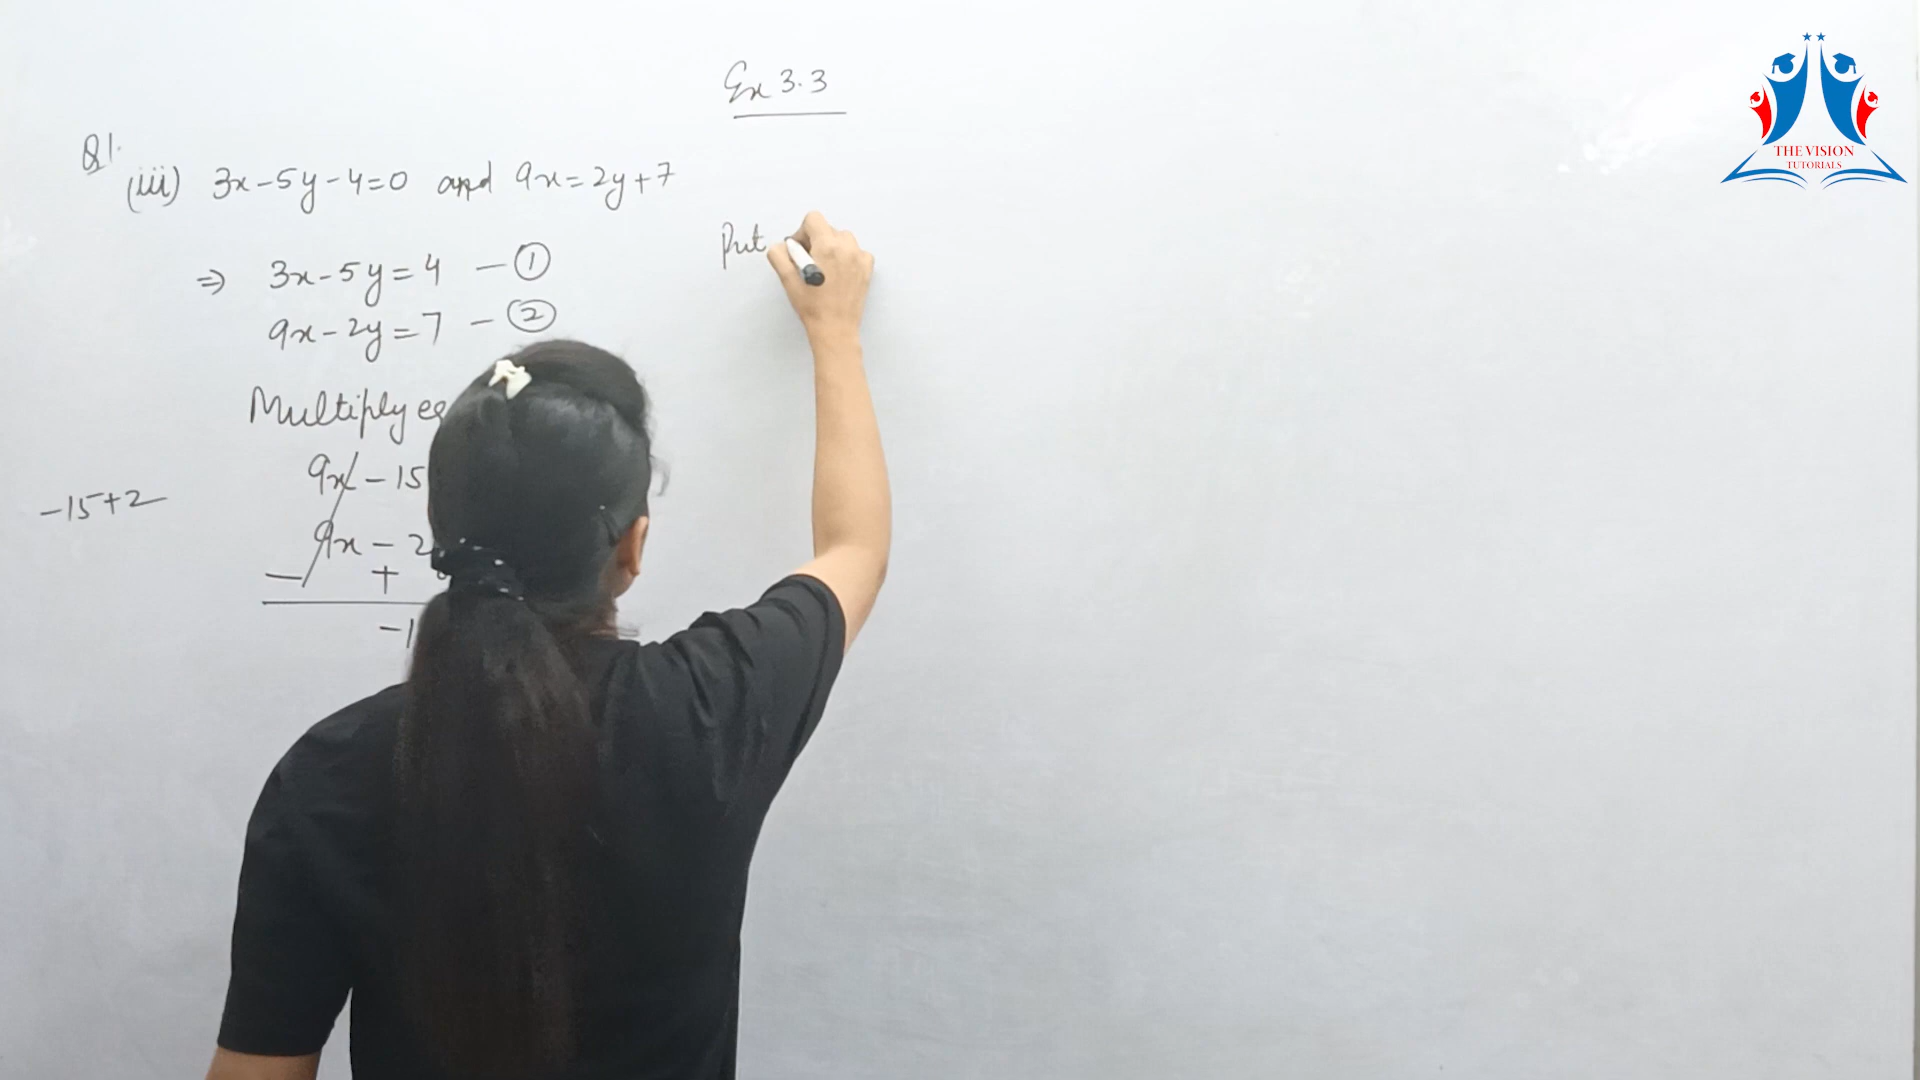 Ex 3.3
Q1.
(iii) 3x-5y-4=0 and 9x=2y+7
⇒ 3x-5y=4 -①
9x-2y=7 -②
Multiply eq
9x - 15
-15+2
9x - 2
- +
-1
Put
THE VISION
TUTORIALS